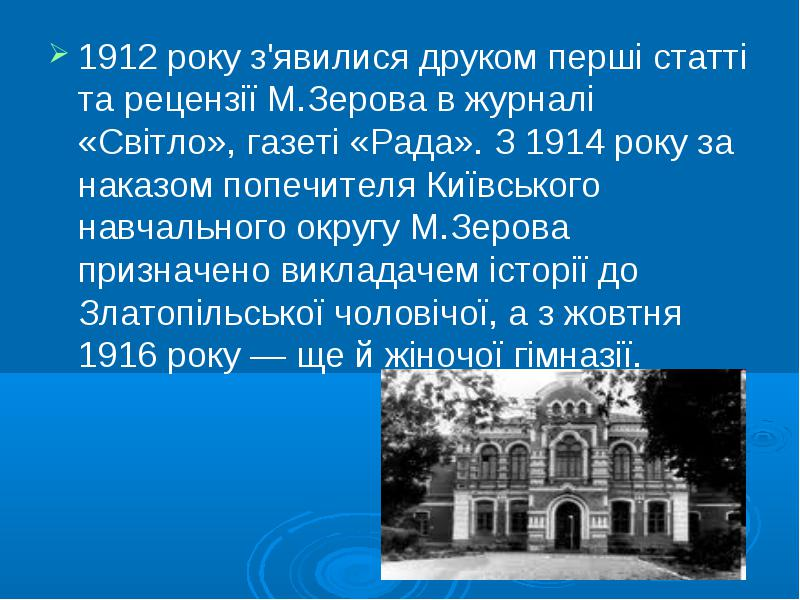 1912 року з'явилися друком перші статті
та рецензії М.Зерова в журналі
«Світло», газеті «Рада». З 1914 року за
наказом попечителя Київського
навчального округу М.Зерова
призначено викладачем історії до
Златопільської чоловічої, а з жовтня
1916 року — ще й жіночої гімназії.